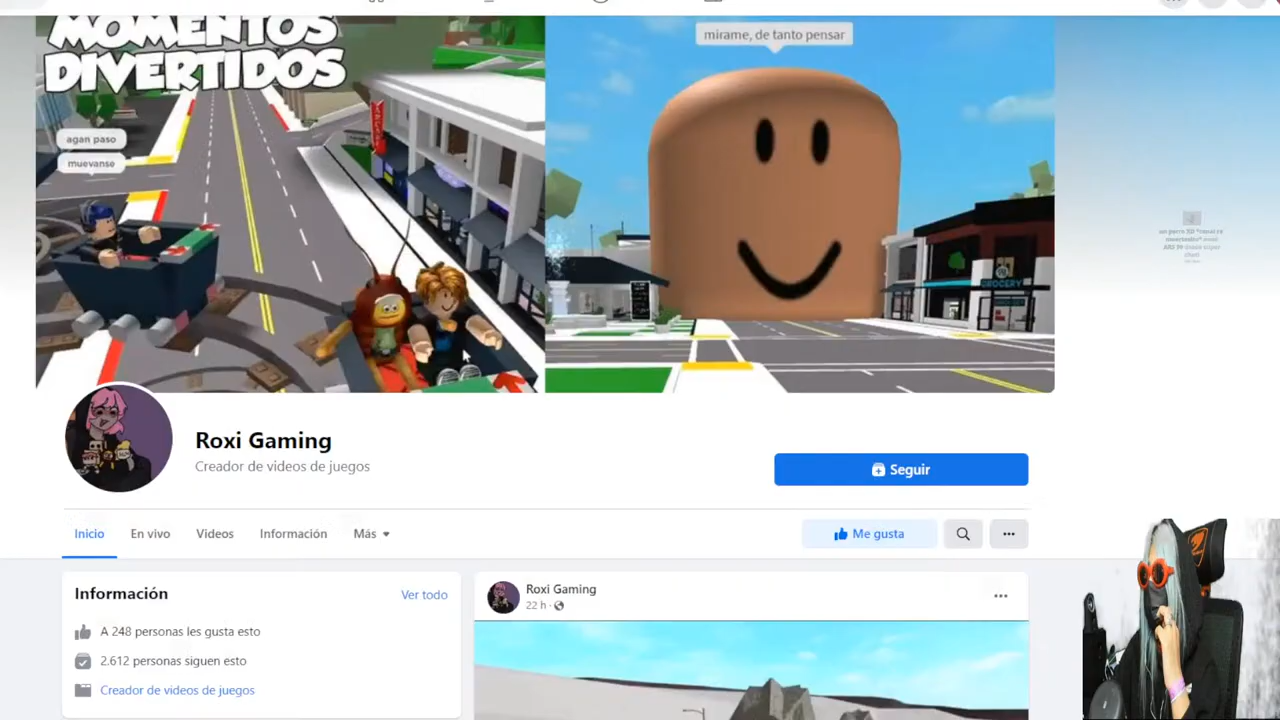 MOMENTOS
DIVERTIDOS
agan paso
muevanse
mirame, de tanto pensar
GROCERY
Roxi Gaming
Creador de videos de juegos
Seguir
Inicio
En vivo
Videos
Información
Más
Me gusta
Información
Ver todo
A 248 personas les gusta esto
2.612 personas siguen esto
Creador de videos de juegos
Roxi Gaming
22 h ·